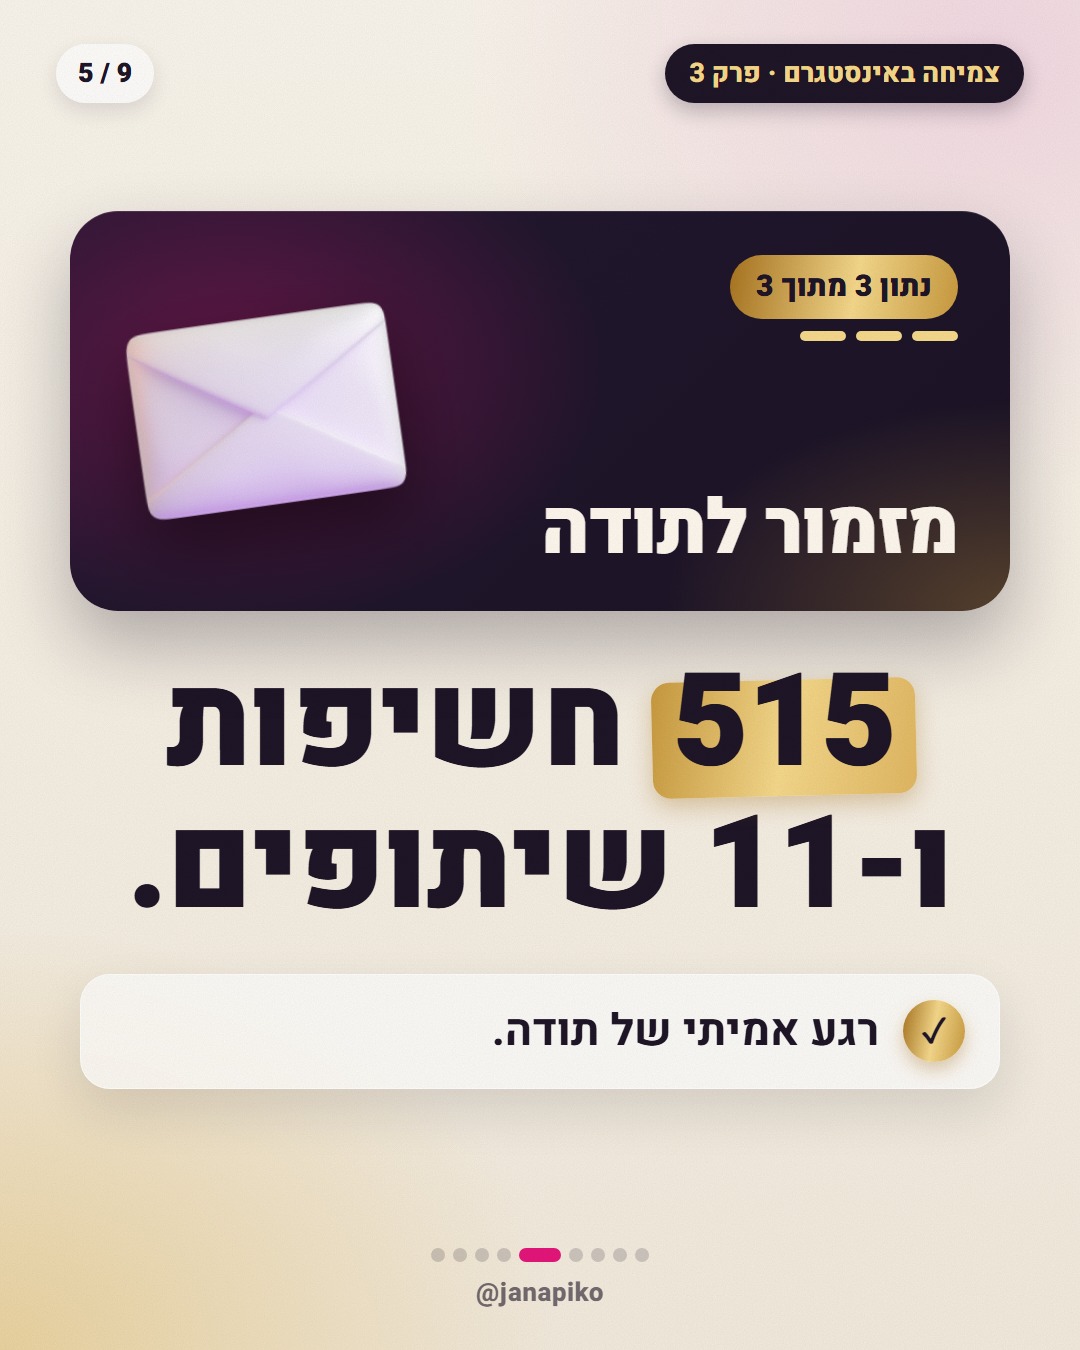 צמיחה באינסטגרם · פרק 3
5 / 9
נתון 3 מתוך 3
מזמור לתודה
515 חשיפות
ו-11 שיתופים.
✓ רגע אמיתי של תודה.
@janapiko